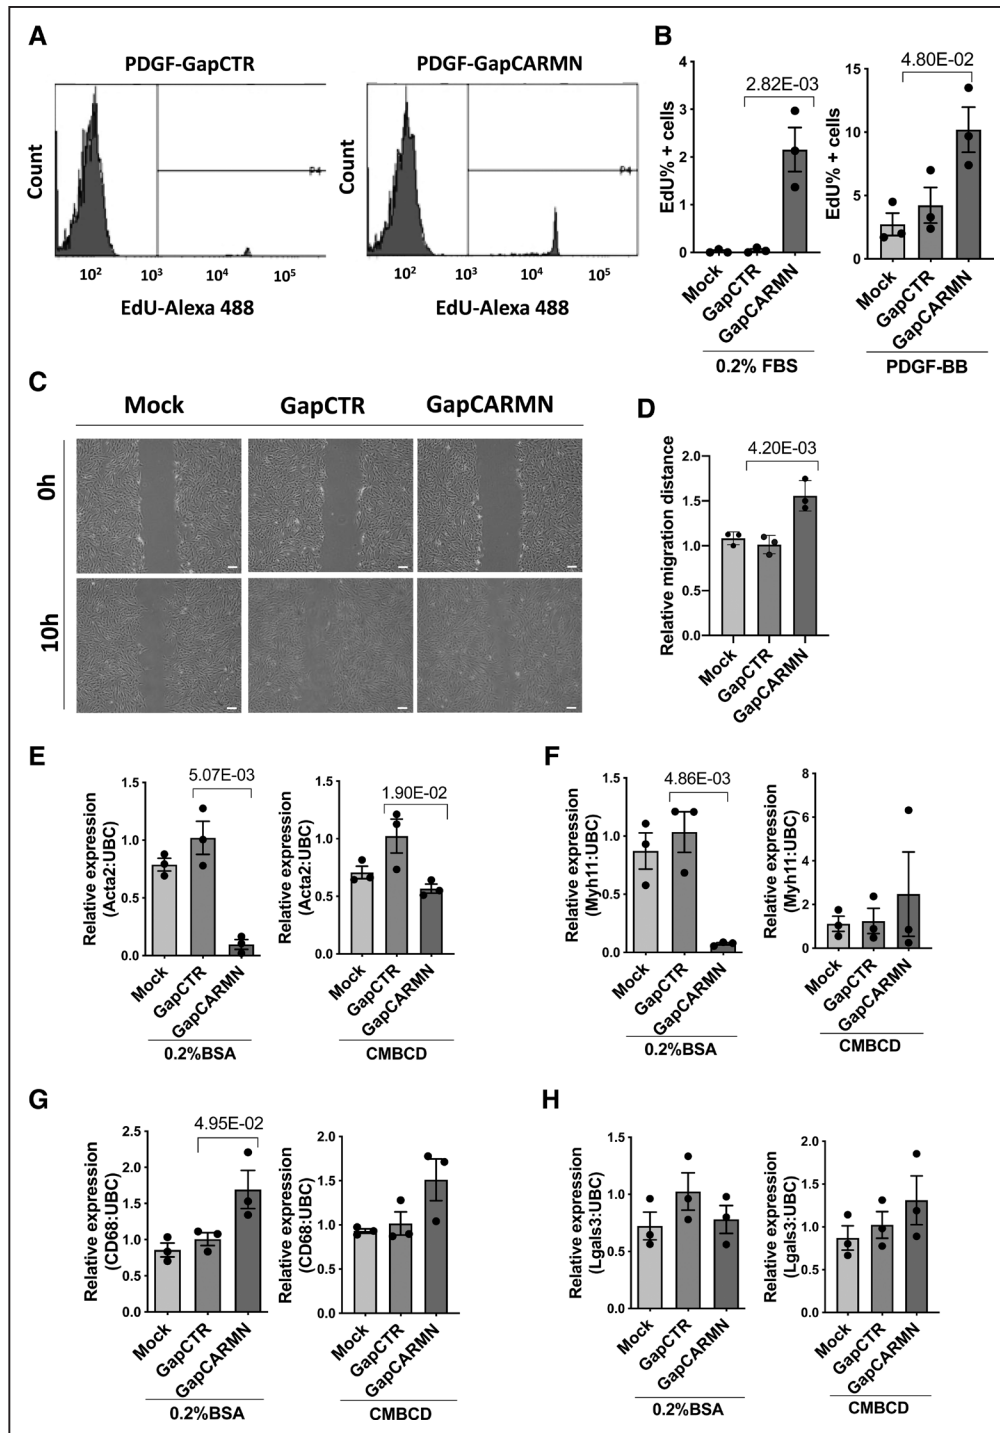 A
PDGF-GapCTR
PDGF-GapCARMN
Count
Count
P4
P4
10² 10³ 10⁴ 10⁵
10² 10³ 10⁴ 10⁵
EdU-Alexa 488
EdU-Alexa 488
B
EdU% + cells
4
3
2
1
0
2.82E-03
Mock
GapCTR
GapCARMN
0.2% FBS
EdU% + cells
15
10
5
0
4.80E-02
Mock
GapCTR
GapCARMN
PDGF-BB
C
Mock
GapCTR
GapCARMN
0h
10h
D
Relative migration distance
2.0
1.5
1.0
0.5
0.0
4.20E-03
Mock
GapCTR
GapCARMN
E
Relative expression
(Acta2:UBC)
1.5
1.0
0.5
0.0
5.07E-03
Mock
GapCTR
GapCARMN
0.2%BSA
Relative expression
(Acta2:UBC)
1.5
1.0
0.5
0.0
1.90E-02
Mock
GapCTR
GapCARMN
CMBCD
F
Relative expression
(Myh11:UBC)
1.5
1.0
0.5
0.0
4.86E-03
Mock
GapCTR
GapCARMN
0.2%BSA
Relative expression
(Myh11:UBC)
8
6
4
2
0
Mock
GapCTR
GapCARMN
CMBCD
G
Relative expression
(CD68:UBC)
2.5
2.0
1.5
1.0
0.5
0.0
4.95E-02
Mock
GapCTR
GapCARMN
0.2%BSA
Relative expression
(CD68:UBC)
2.0
1.5
1.0
0.5
0.0
Mock
GapCTR
GapCARMN
CMBCD
H
Relative expression
(Lgals3:UBC)
1.5
1.0
0.5
0.0
Mock
GapCTR
GapCARMN
0.2%BSA
Relative expression
(Lgals3:UBC)
2.0
1.5
1.0
0.5
0.0
Mock
GapCTR
GapCARMN
CMBCD